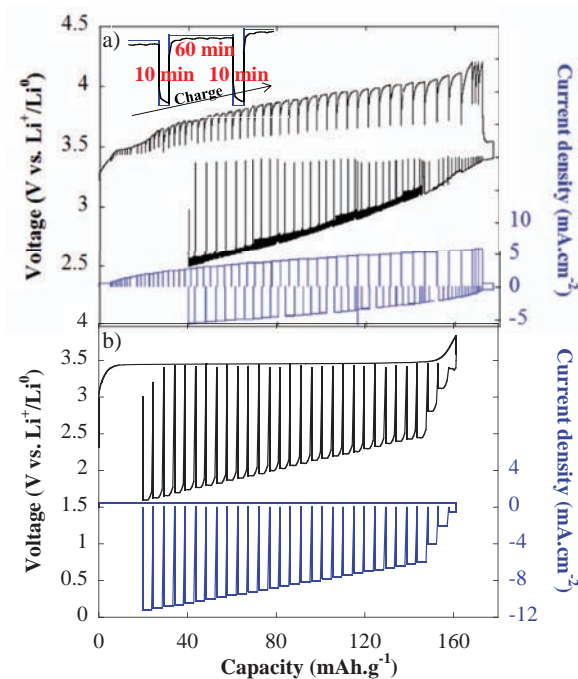 a)
60 min
10 min 10 min
Charge
4.5
4
3.5
3
2.5
Voltage (V vs. Li⁺/Li⁰)
10
5
0
-5
Current density (mA.cm⁻²)
b)
4
3.5
3
2.5
2
1.5
1
0.5
0
Voltage (V vs. Li⁺/Li⁰)
4
0
-4
-8
-12
Current density (mA.cm⁻²)
0 40 80 120 160
Capacity (mAh.g⁻¹)